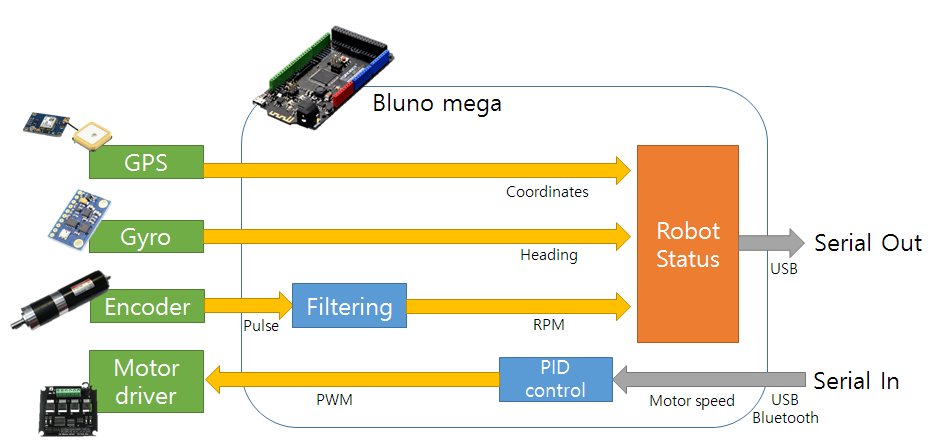 Bluno mega
GPS
Coordinates
Gyro
Heading
Robot
Status
USB
Serial Out
Encoder
Pulse
Filtering
RPM
Motor
driver
PWM
PID
control
Motor speed
Serial In
USB
Bluetooth